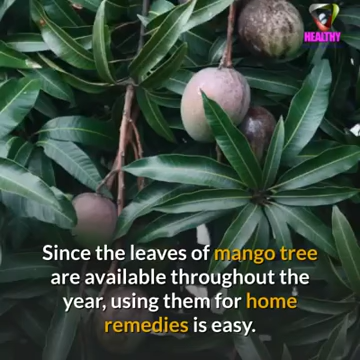 HEALTHY
Since the leaves of mango tree
are available throughout the
year, using them for home
remedies is easy.